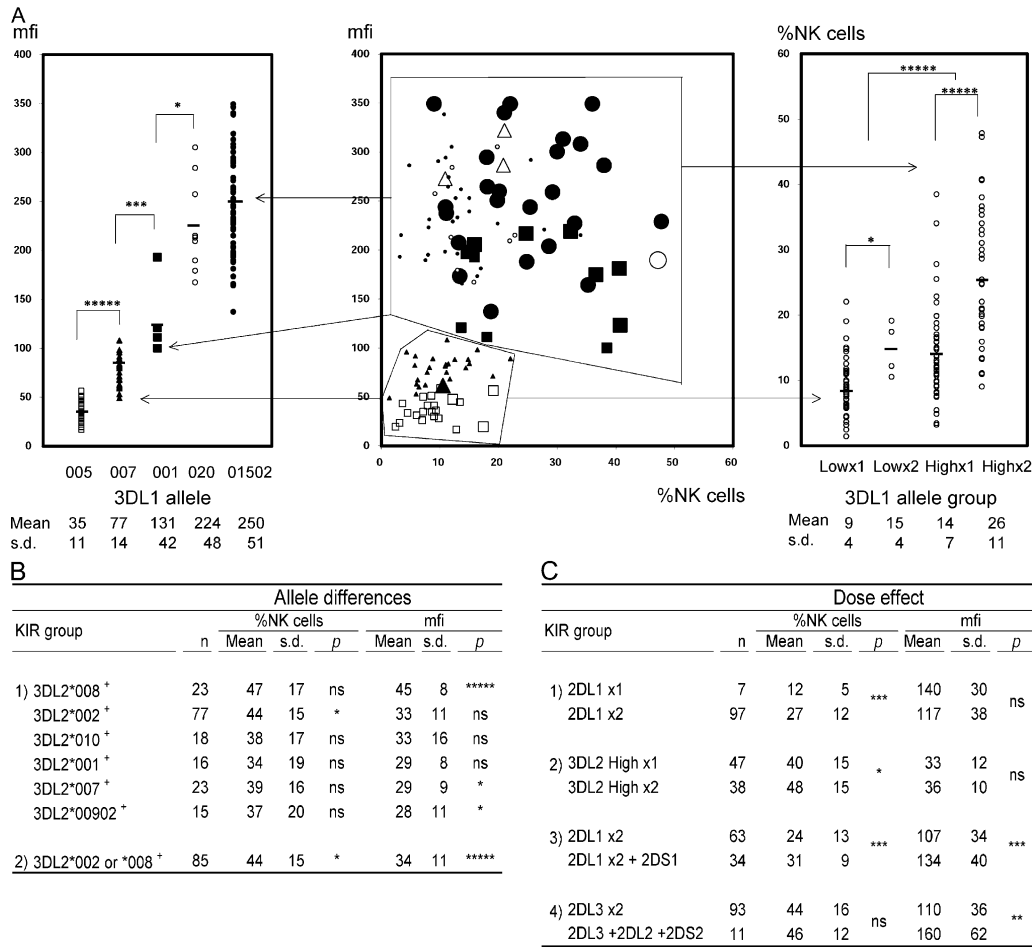 A
mfi
mfi
%NK cells
400
350
300
250
200
150
100
50
0
*****
***
*
005 007 001 020 01502
3DL1 allele
Mean 35 77 131 224 250
s.d. 11 14 42 48 51
400
350
300
250
200
150
100
50
0
0 10 20 30 40 50 60
%NK cells
60
50
40
30
20
10
0
*****
*****
*
Lowx1 Lowx2 Highx1 Highx2
3DL1 allele group
Mean 9 15 14 26
s.d. 4 4 7 11
B
Allele differences
%NK cells mfi
KIR group n Mean s.d. p Mean s.d. p
1) 3DL2*008 + 23 47 17 ns 45 8 *****
3DL2*002 + 77 44 15 * 33 11 ns
3DL2*010 + 18 38 17 ns 33 16 ns
3DL2*001 + 16 34 19 ns 29 8 ns
3DL2*007 + 23 39 16 ns 29 9 *
3DL2*00902 + 15 37 20 ns 28 11 *
2) 3DL2*002 or *008 + 85 44 15 * 34 11 *****
C
Dose effect
%NK cells mfi
KIR group n Mean s.d. p Mean s.d. p
1) 2DL1 x1 7 12 5 *** 140 30 ns
2DL1 x2 97 27 12 117 38
2) 3DL2 High x1 47 40 15 * 33 12 ns
3DL2 High x2 38 48 15 36 10
3) 2DL1 x2 63 24 13 *** 107 34 ***
2DL1 x2 + 2DS1 34 31 9 134 40
4) 2DL3 x2 93 44 16 ns 110 36 **
2DL3 +2DL2 +2DS2 11 46 12 160 62